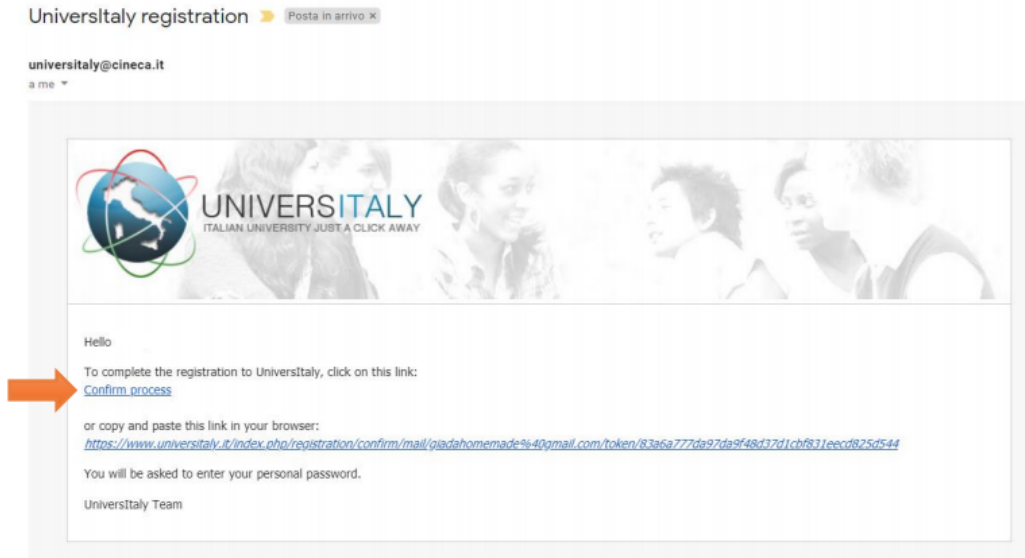 UniversItaly registration
Posta in arrivo ×
universitaly@cineca.it
a me
UNIVERSITALY
ITALIAN UNIVERSITY JUST A CLICK AWAY
Hello
To complete the registration to UniversItaly, click on this link:
Confirm process
or copy and paste this link in your browser:
https://www.universitaly.it/index.php/registration/confirm/mail/giadahomemade%40gmail.com/token/83a6a777da97da9f48d37d1cbf831eecd825d544
You will be asked to enter your personal password.
UniversItaly Team